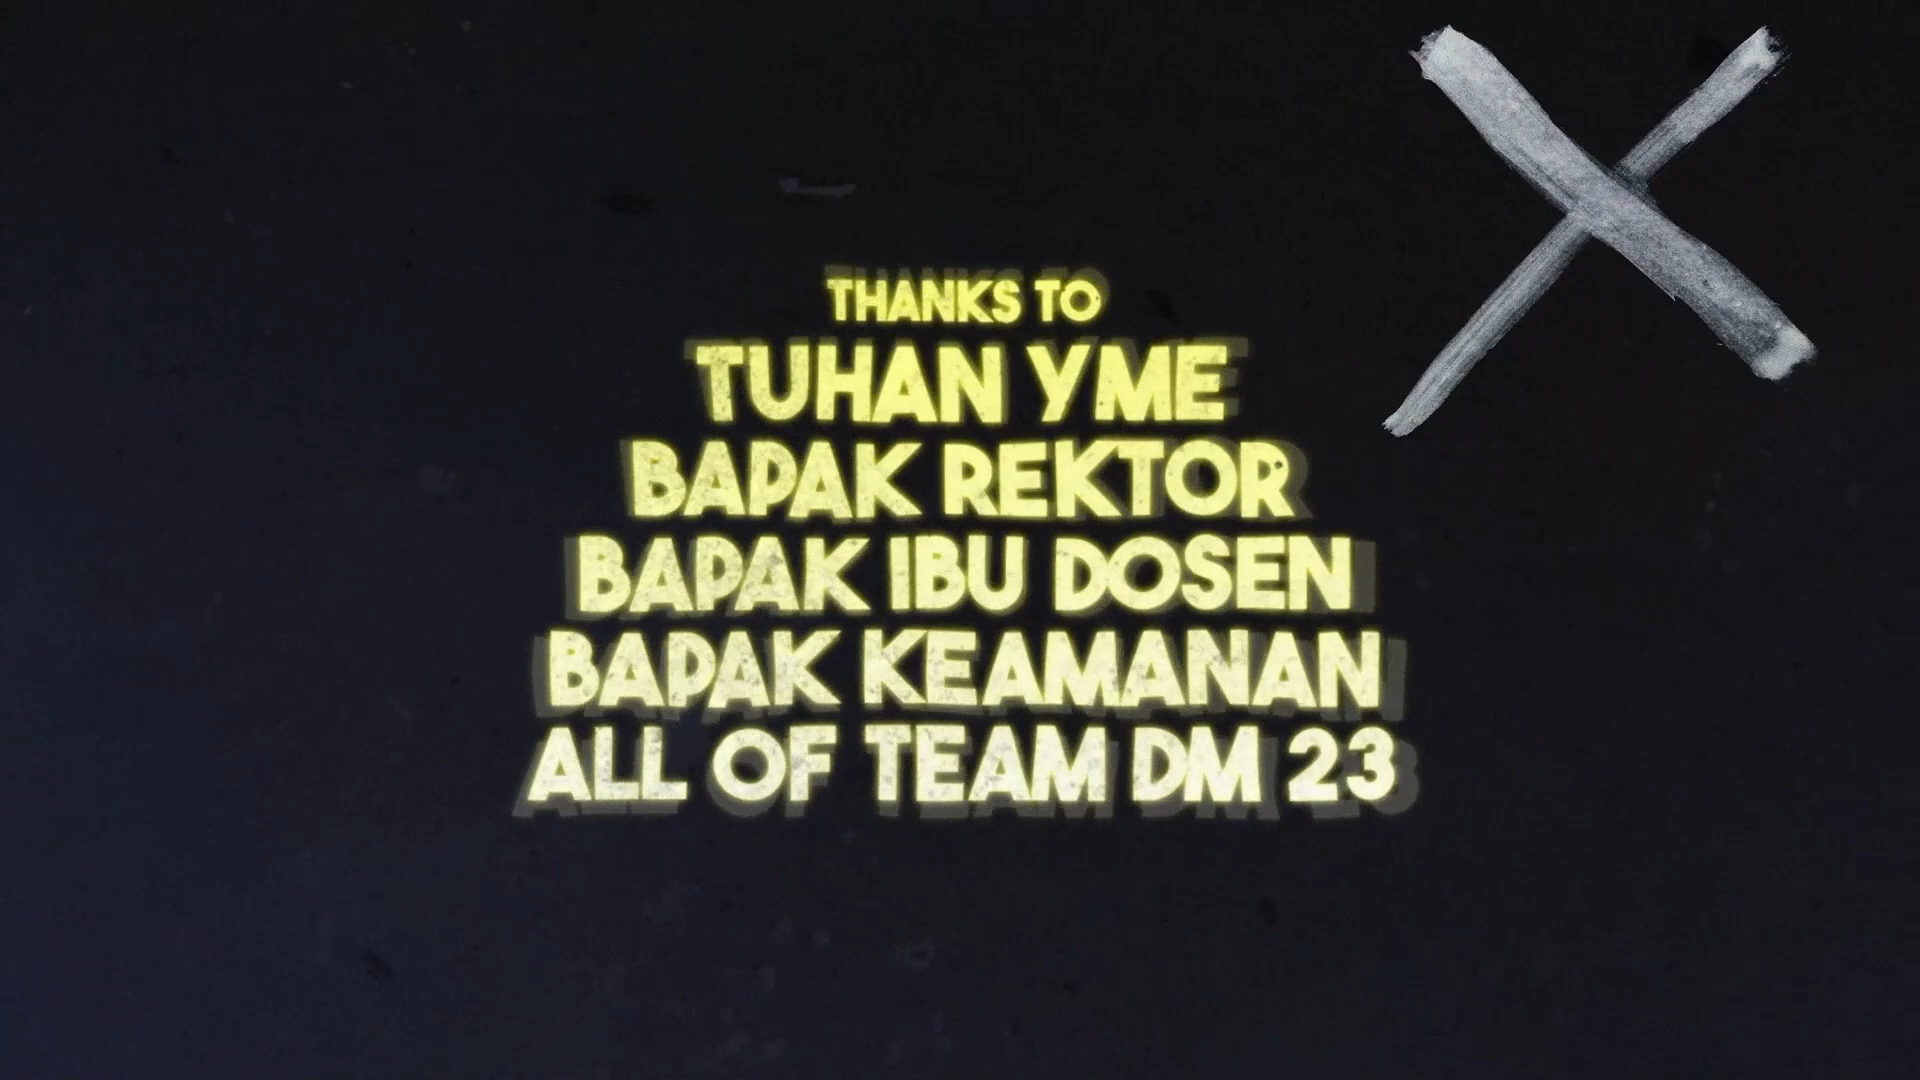 THANKS TO
TUHAN YME
BAPAK REKTOR
BAPAK IBU DOSEN
BAPAK KEAMANAN
ALL OF TEAM DM 23